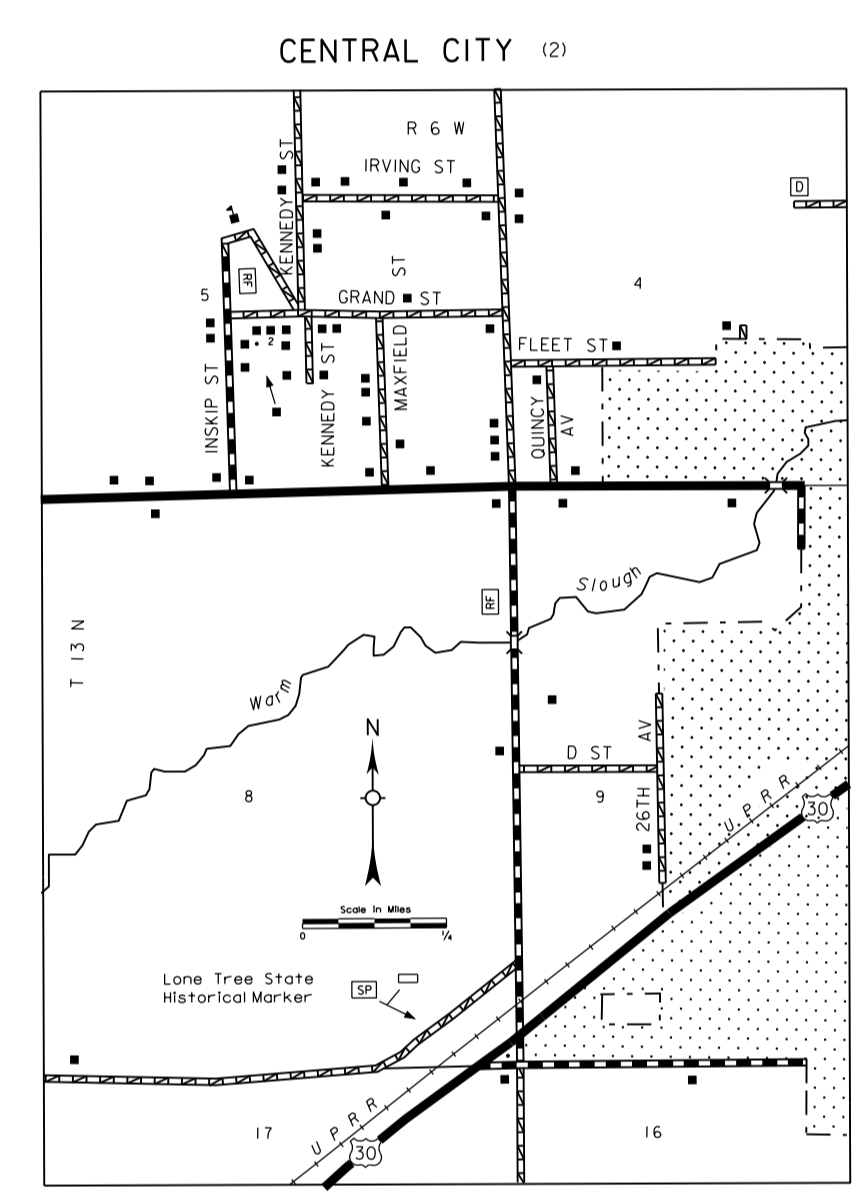 CENTRAL CITY (2)
R 6 W
IRVING ST
KENNEDY ST
D
RF
5
4
ST
GRAND ST
2
FLEET ST
INSKIP ST
KENNEDY ST
MAXFIELD
QUINCY AV
RF
Slough
T 13 N
Warm
N
D ST
8
9
26TH AV
U P R R
30
Scale in Miles
0 1/4
Lone Tree State
Historical Marker
SP
17
U P R R
30
16